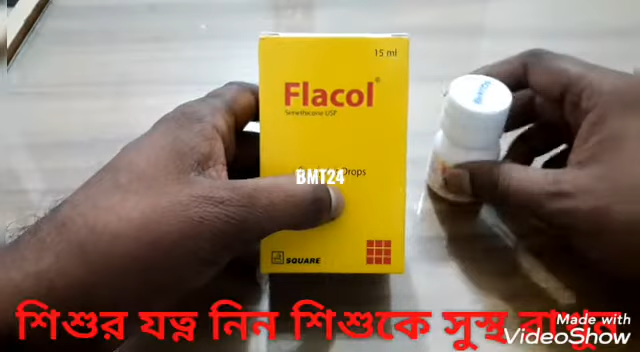 15 ml
Flacol®
Simethicone USP
Drops
BMT24
SQUARE
শিশুর যত্ন নিন শিশুকে সুস্থ
Made with
VideoShow